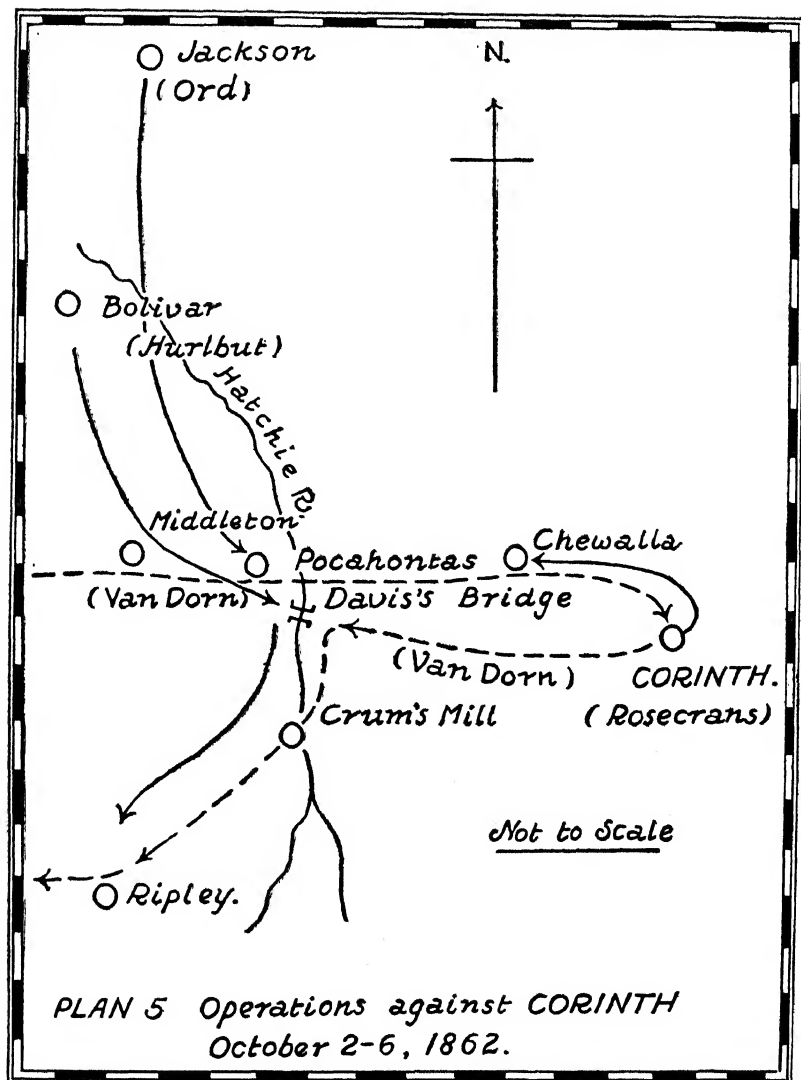 Jackson
(Ord)
N.
Bolivar
(Hurlbut)
Hatchie R.
Middleton
Pocahontas
Chewalla
(Van Dorn)
Davis's Bridge
(Van Dorn)
CORINTH.
(Rosecrans)
Crum's Mill
Not to Scale
Ripley.
PLAN 5 Operations against CORINTH
October 2-6, 1862.